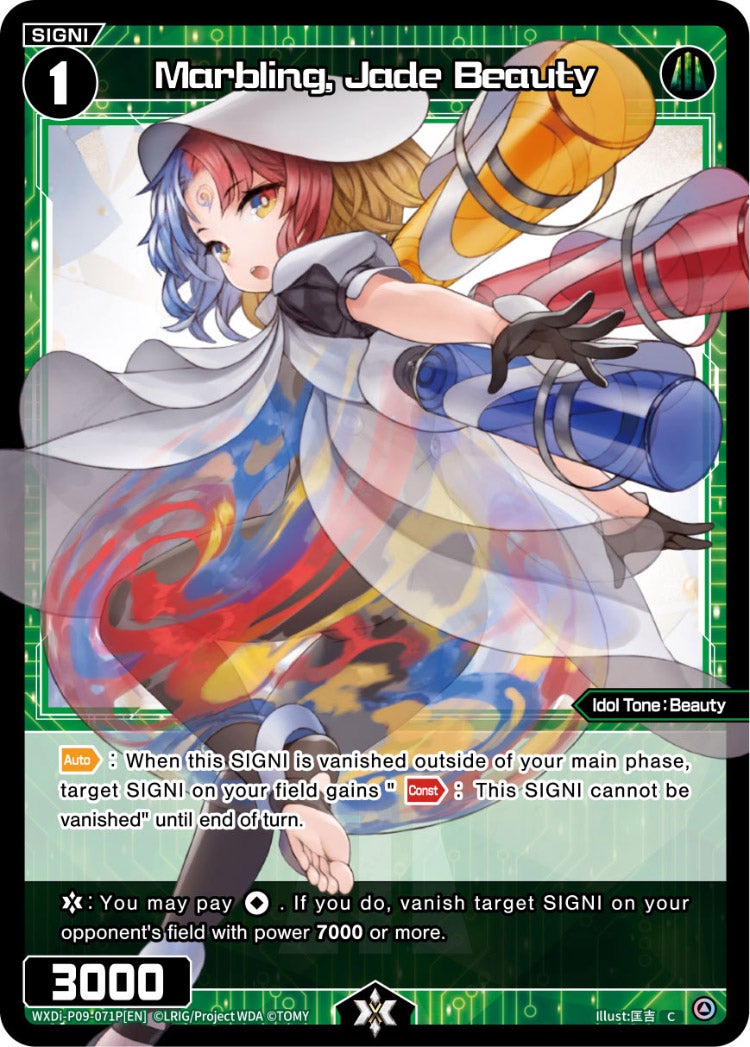 SIGNI
1
Marbling, Jade Beauty
Idol Tone:Beauty
Auto : When this SIGNI is vanished outside of your main phase,
target SIGNI on your field gains " Const : This SIGNI cannot be
vanished" until end of turn.
: You may pay . If you do, vanish target SIGNI on your
opponent's field with power 7000 or more.
3000
WXDi-P09-071P[EN] ©LRIG/Project WDA ©TOMY
Illust:匡吉 C